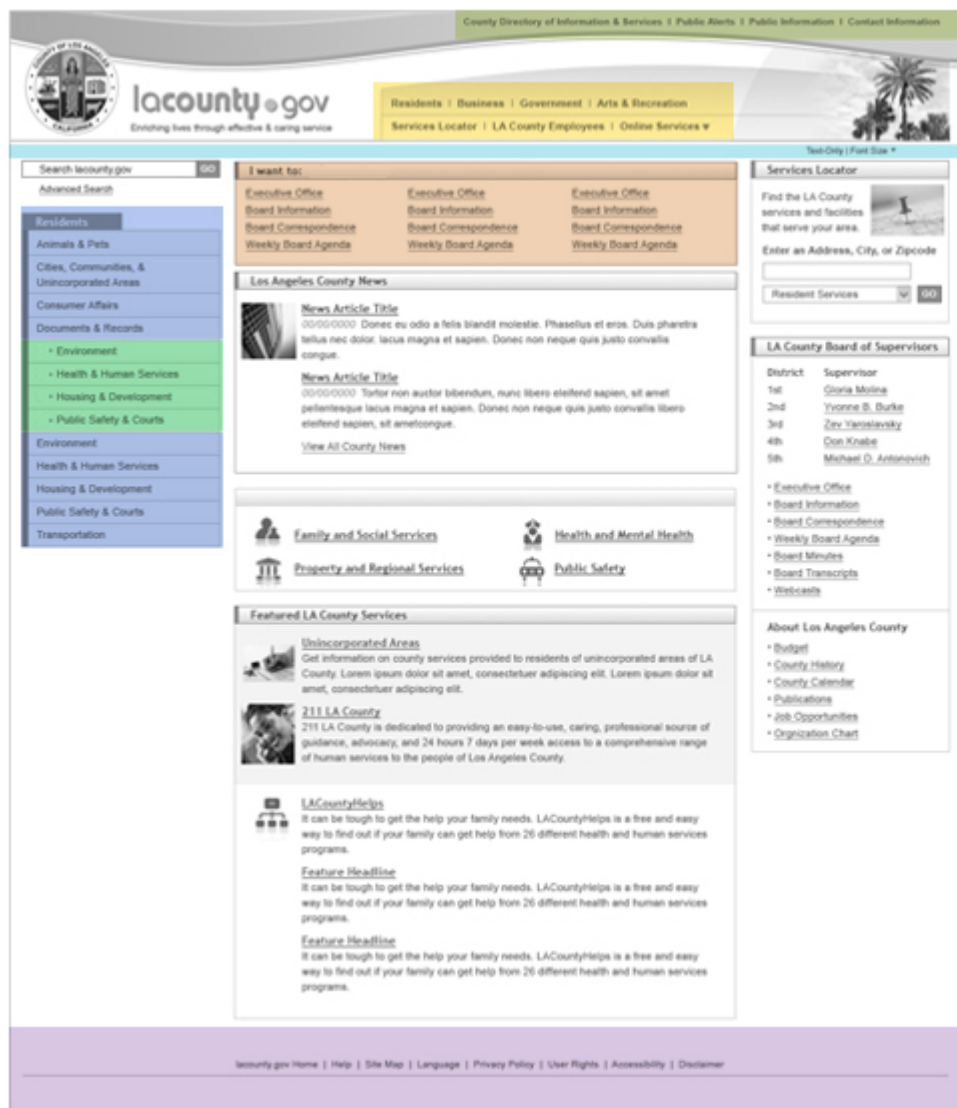 County Directory of Information & Services | Public Alerts | Public Information | Contact Information
COUNTY OF LOS ANGELES
CALIFORNIA
lacounty.gov
Enriching lives through effective & caring service
Residents | Business | Government | Arts & Recreation
Services Locator | LA County Employees | Online Services ▼
Text-Only | Font Size
Search lacounty.gov GO
Advanced Search
Residents
Animals & Pets
Cities, Communities, &
Unincorporated Areas
Consumer Affairs
Documents & Records
• Environment
• Health & Human Services
• Housing & Development
• Public Safety & Courts
Environment
Health & Human Services
Housing & Development
Public Safety & Courts
Transportation
I want to:
Executive Office Executive Office Executive Office
Board Information Board Information Board Information
Board Correspondence Board Correspondence Board Correspondence
Weekly Board Agenda Weekly Board Agenda Weekly Board Agenda
Los Angeles County News
News Article Title
00/00/0000 Donec eu odio a felis blandit molestie. Phasellus et eros. Duis pharetra
tellus nec dolor. lacus magna et sapien. Donec non neque quis justo convallis
congue.
News Article Title
00/00/0000 Tortor non auctor bibendum, nunc libero eleifend sapien, sit amet
pellentesque lacus magna et sapien. Donec non neque quis justo convallis libero
eleifend sapien, sit ametcongue.
View All County News
Family and Social Services
Health and Mental Health
Property and Regional Services
Public Safety
Featured LA County Services
Unincorporated Areas
Get information on county services provided to residents of unincorporated areas of LA
County. Lorem ipsum dolor sit amet, consectetuer adipiscing elit. Lorem ipsum dolor sit
amet, consectetuer adipiscing elit.
211 LA County
211 LA County is dedicated to providing an easy-to-use, caring, professional source of
guidance, advocacy, and 24 hours 7 days per week access to a comprehensive range
of human services to the people of Los Angeles County.
LACountyHelps
It can be tough to get the help your family needs. LACountyHelps is a free and easy
way to find out if your family can get help from 26 different health and human services
programs.
Feature Headline
It can be tough to get the help your family needs. LACountyHelps is a free and easy
way to find out if your family can get help from 26 different health and human services
programs.
Feature Headline
It can be tough to get the help your family needs. LACountyHelps is a free and easy
way to find out if your family can get help from 26 different health and human services
programs.
Services Locator
Find the LA County
services and facilities
that serve your area.
Enter an Address, City, or Zipcode
Resident Services GO
LA County Board of Supervisors
District Supervisor
1st Gloria Molina
2nd Yvonne B. Burke
3rd Zev Yaroslavsky
4th Don Knabe
5th Michael D. Antonovich
• Executive Office
• Board Information
• Board Correspondence
• Weekly Board Agenda
• Board Minutes
• Board Transcripts
• Webcasts
About Los Angeles County
• Budget
• County History
• County Calendar
• Publications
• Job Opportunities
• Orgnization Chart
lacounty.gov Home | Help | Site Map | Language | Privacy Policy | User Rights | Accessibility | Disclaimer